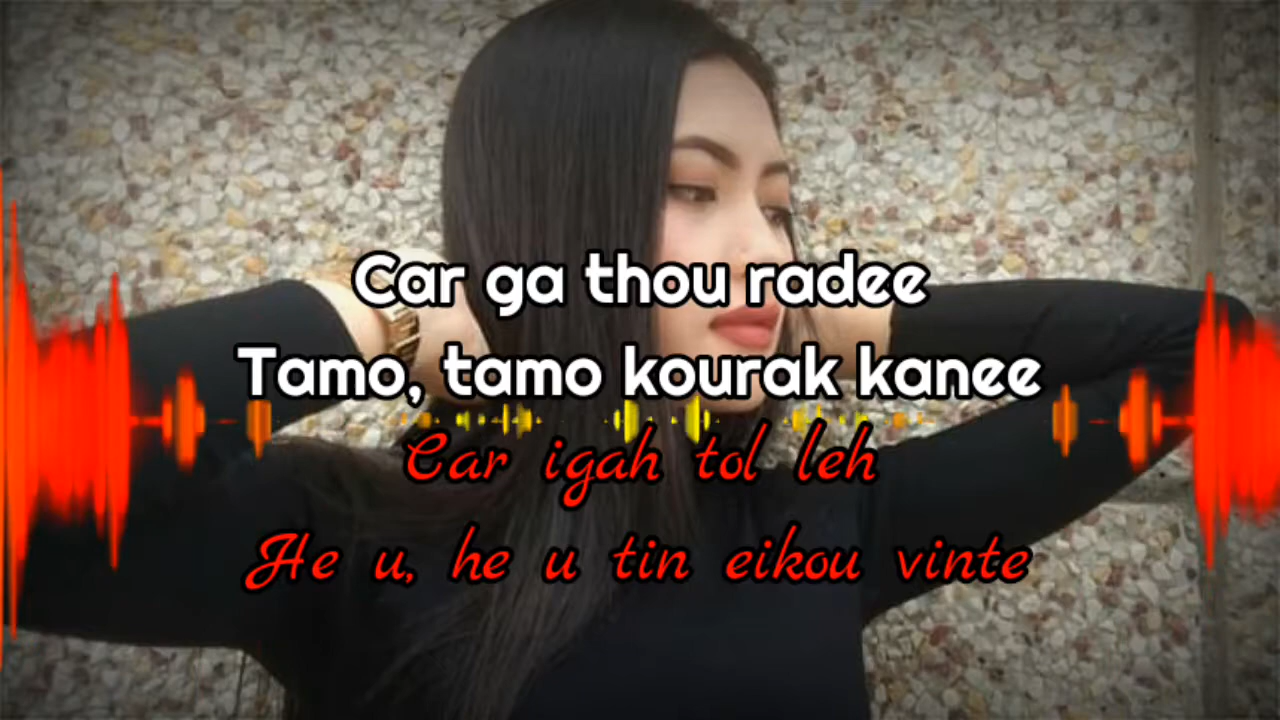 Car ga thou radee
Tamo, tamo kourak kanee
Car igah tol leh
He u, he u tin eikou vinte